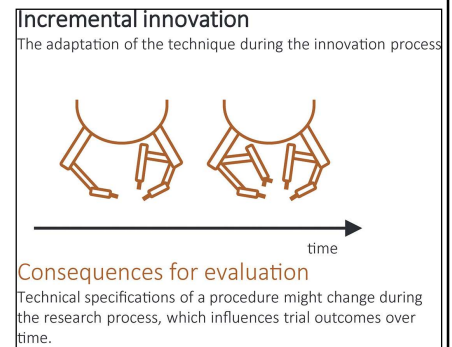 Incremental innovation
The adaptation of the technique during the innovation process
time
Consequences for evaluation
Technical specifications of a procedure might change during
the research process, which influences trial outcomes over
time.